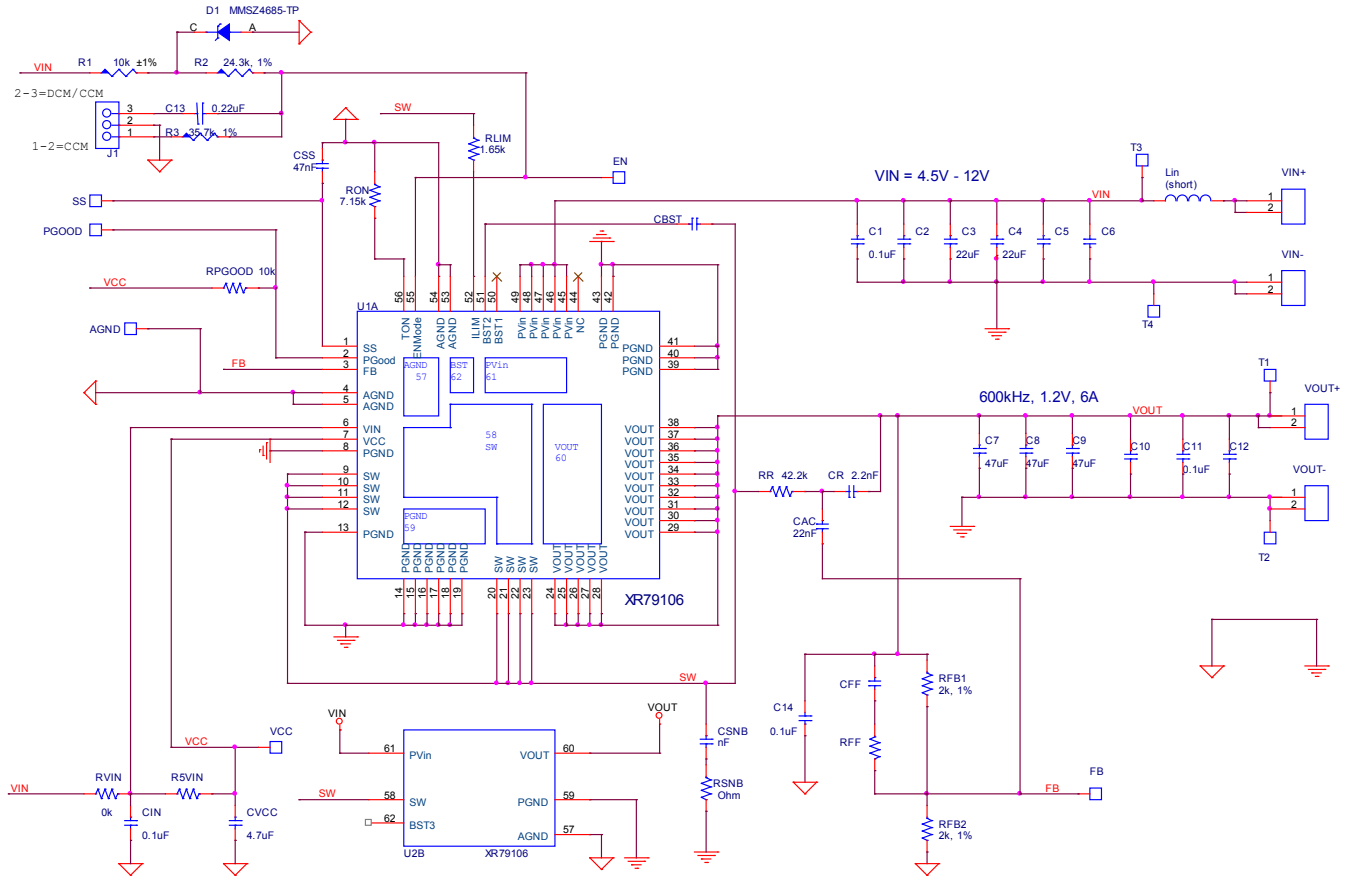 D1 MMSZ4685-TP
C A
VIN
R1 10k ±1%
R2 24.3k, 1%
2-3=DCM/CCM
3
2
1
J1
C13 0.22uF
R3 35.7k 1%
1-2=CCM
SW
RLIM
1.65k
CSS
47nF
RON
7.15k
EN
SS
PGOOD
RPGOOD 10k
VCC
AGND
FB
CBST
VIN = 4.5V - 12V
T3
VIN
Lin
(short)
VIN+
1
2
C1
0.1uF
C2
C3
22uF
C4
22uF
C5
C6
VIN-
1
2
T4
U1A
56 55 54 53 52 51 50 49 48 47 46 45 44 43 42
TON
ENMode
AGND
AGND
ILIM
BST2
BST1
PVin
PVin
PVin
PVin
PVin
NC
PGND
PGND
1 SS
2 PGood
3 FB
4 AGND
5 AGND
6 VIN
7 VCC
8 PGND
9 SW
10 SW
11 SW
12 SW
13 PGND
AGND
57
BST
62
PVin
61
58
SW
VOUT
60
PGND
59
PGND 41
PGND 40
PGND 39
VOUT 38
VOUT 37
VOUT 36
VOUT 35
VOUT 34
VOUT 33
VOUT 32
VOUT 31
VOUT 30
VOUT 29
PGND
PGND
PGND
PGND
PGND
PGND
SW
SW
SW
SW
VOUT
VOUT
VOUT
VOUT
VOUT
14 15 16 17 18 19 20 21 22 23 24 25 26 27 28
XR79106
600kHz, 1.2V, 6A
T1
VOUT
VOUT+
1
2
C7
47uF
C8
47uF
C9
47uF
C10
C11
0.1uF
C12
VOUT-
1
2
T2
RR 42.2k
CR 2.2nF
CAC
22nF
SW
CSNB
nF
RSNB
Ohm
C14
0.1uF
CFF
RFF
RFB1
2k, 1%
FB
FB
RFB2
2k, 1%
VCC
VCC
VIN
RVIN
0k
R5VIN
CIN
0.1uF
CVCC
4.7uF
VIN
VOUT
61 PVin
VOUT 60
SW
58 SW
PGND 59
62 BST3
AGND 57
U2B
XR79106